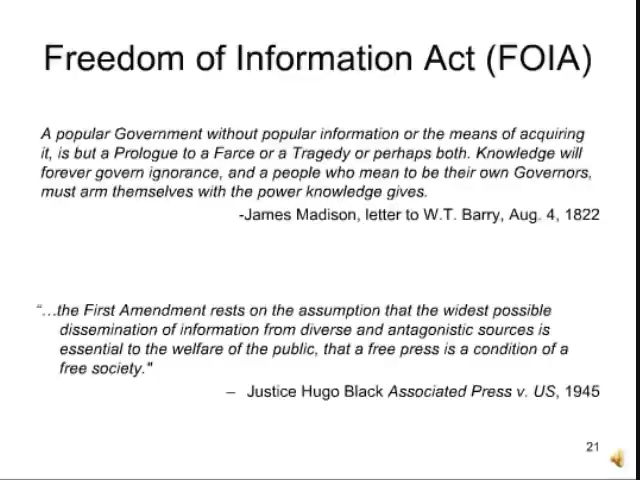 Freedom of Information Act (FOIA)
A popular Government without popular information or the means of acquiring
it, is but a Prologue to a Farce or a Tragedy or perhaps both. Knowledge will
forever govern ignorance, and a people who mean to be their own Governors,
must arm themselves with the power knowledge gives.
-James Madison, letter to W.T. Barry, Aug. 4, 1822
“…the First Amendment rests on the assumption that the widest possible
dissemination of information from diverse and antagonistic sources is
essential to the welfare of the public, that a free press is a condition of a
free society."
– Justice Hugo Black Associated Press v. US, 1945
21